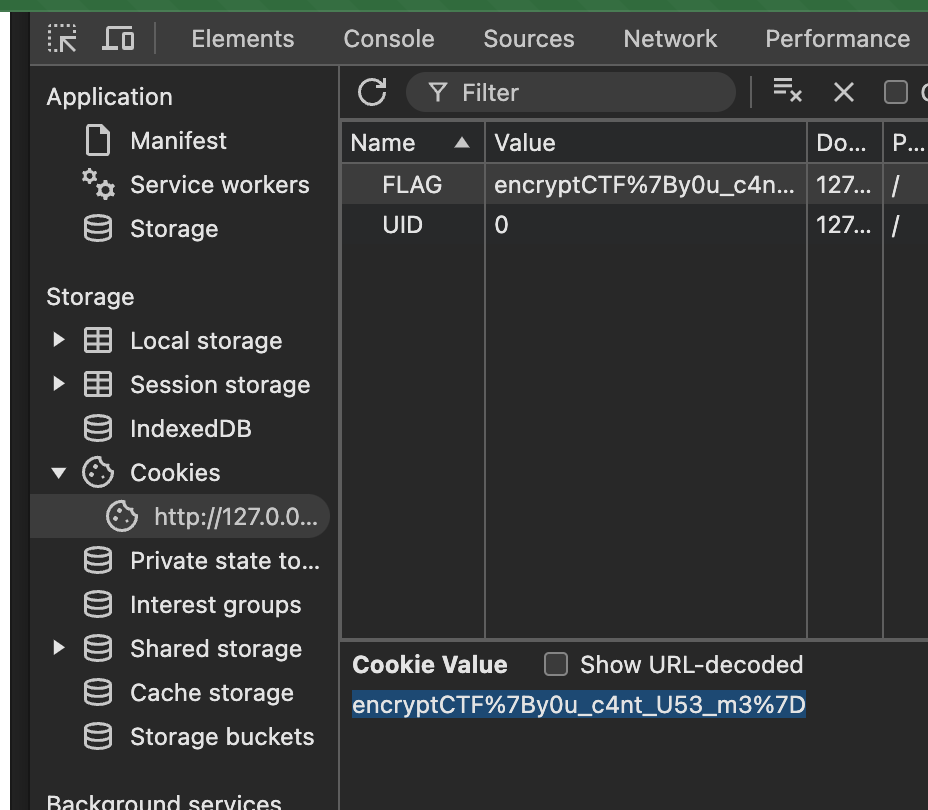 Elements Console Sources Network Performance
Application
Manifest
Service workers
Storage
Storage
Local storage
Session storage
IndexedDB
Cookies
http://127.0.0...
Private state to...
Interest groups
Shared storage
Cache storage
Storage buckets
Background services
Filter
Name Value Do... P...
FLAG encryptCTF%7By0u_c4n... 127... /
UID 0 127... /
Cookie Value Show URL-decoded
encryptCTF%7By0u_c4nt_U53_m3%7D